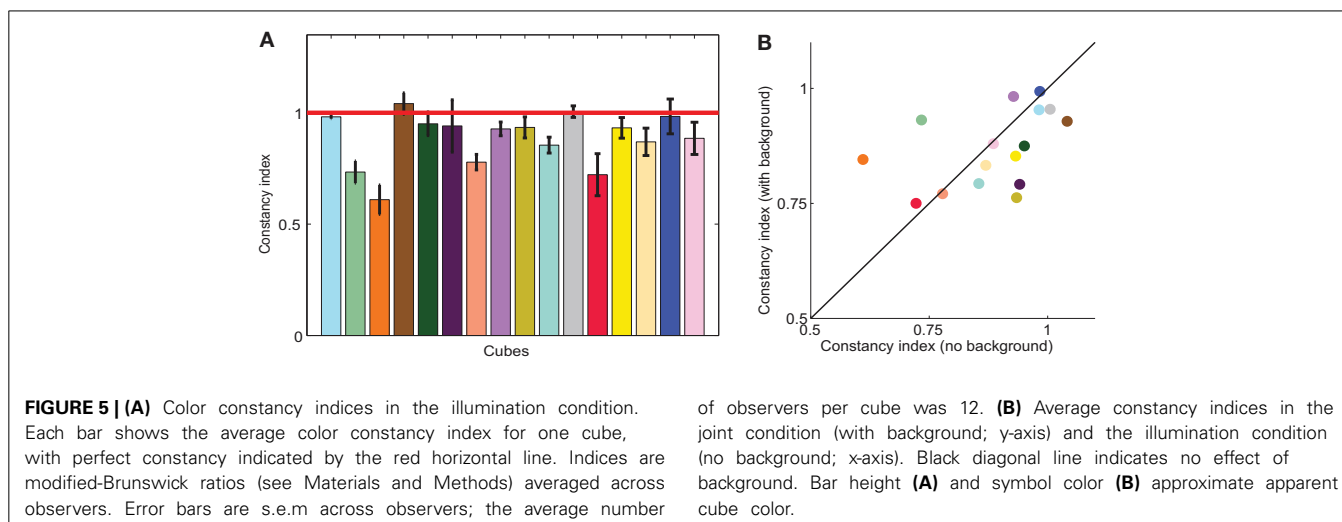 A
Constancy index
1
0.5
0
Cubes
B
Constancy index (with background)
1
0.75
0.5
0.5
0.75
1
Constancy index (no background)
FIGURE 5 | (A) Color constancy indices in the illumination condition.
Each bar shows the average color constancy index for one cube,
with perfect constancy indicated by the red horizontal line. Indices are
modified-Brunswick ratios (see Materials and Methods) averaged across
observers. Error bars are s.e.m across observers; the average number
of observers per cube was 12. (B) Average constancy indices in the
joint condition (with background; y-axis) and the illumination condition
(no background; x-axis). Black diagonal line indicates no effect of
background. Bar height (A) and symbol color (B) approximate apparent
cube color.